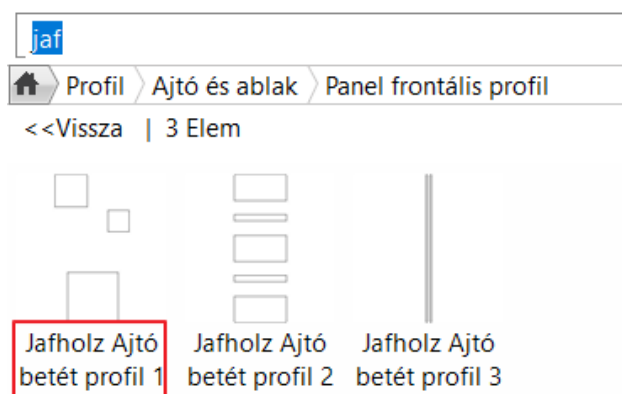 jaf
Profil Ajtó és ablak Panel frontális profil
<<Vissza | 3 Elem
Jafholz Ajtó betét profil 1
Jafholz Ajtó betét profil 2
Jafholz Ajtó betét profil 3